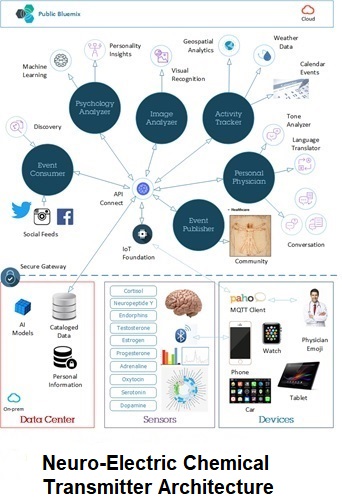 Public Bluemix
Cloud
Machine
Learning
Personality
Insights
Geospatial
Analytics
Weather
Data
Visual
Recognition
Calendar
Events
Discovery
Psychology
Analyzer
Image
Analyzer
Activity
Tracker
Tone
Analyzer
Language
Translator
Event
Consumer
Personal
Physician
API
Connect
Event
Publisher
Healthcare
Social Feeds
IoT
Foundation
Conversation
Community
Secure Gateway
AI
Models
Cataloged
Data
Personal
Information
On-prem
Data Center
Cortisol
Neuropeptide Y
Endorphine
Testosterone
Estrogen
Progesterone
Adrenaline
Oxytocin
Serotonin
Dopamine
Sensors
paho
MQTT Client
Physician
Emoji
iPhone
Watch
Phone
Car
Tablet
Devices
Neuro-Electric Chemical
Transmitter Architecture